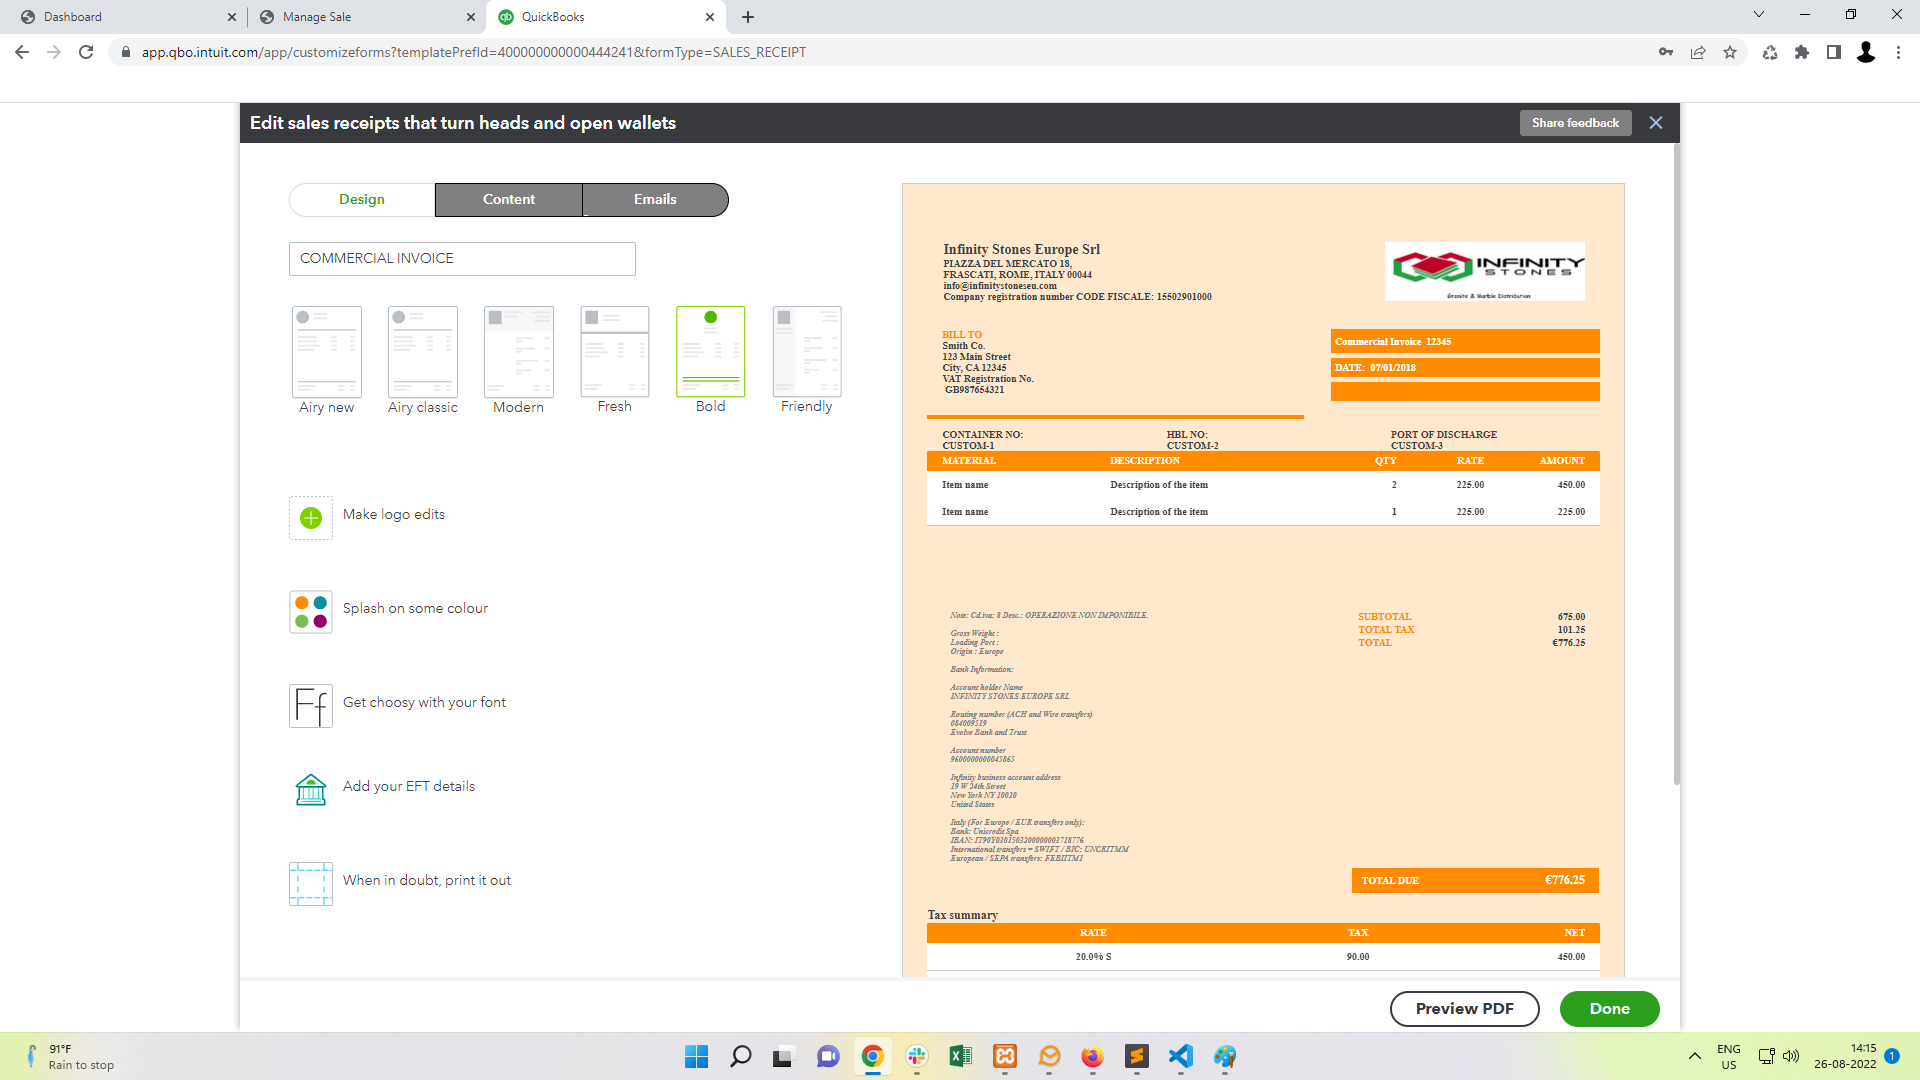 Dashboard
Manage Sale
QuickBooks
app.qbo.intuit.com/app/customizeforms?templatePrefId=400000000000444241&formType=SALES_RECEIPT
Edit sales receipts that turn heads and open wallets
Share feedback
Design
Content
Emails
COMMERCIAL INVOICE
Airy new
Airy classic
Modern
Fresh
Bold
Friendly
Make logo edits
Splash on some colour
Ff
Get choosy with your font
Add your EFT details
When in doubt, print it out
Infinity Stones Europe Srl
PIAZZA DEL MERCATO 18,
FRASCATI, ROME, ITALY 00044
info@infinitystoneseu.com
Company registration number CODE FISCALE: 15502901000
INFINITY
STONES
Granite & Marble Distribution
BILL TO
Smith Co.
123 Main Street
City, CA 12345
VAT Registration No.
GB987654321
Commercial Invoice 12345
DATE: 07/01/2018
CONTAINER NO:
CUSTOM-1
HBL NO:
CUSTOM-2
PORT OF DISCHARGE
CUSTOM-3
MATERIAL DESCRIPTION QTY RATE AMOUNT
Item name Description of the item 2 225.00 450.00
Item name Description of the item 1 225.00 225.00
Note: Cd.iva: 8 Desc.: OPERAZIONE NON IMPONIBILE.
Gross Weight :
Loading Port :
Origin : Europe
Bank Information:
Account holder Name
INFINITY STONES EUROPE SRL
Routing number (ACH and Wire transfers)
084009519
Evolve Bank and Trust
Account number
9600000000045865
Infinity business account address
19 W 24th Street
New York NY 10010
United States
Italy (For Europe / EUR transfers only):
Bank: Unicredit Spa
International transfers = SWIFT / BIC: UNCRITMM
European / SEPA transfers: FEBIITM1
SUBTOTAL 675.00
TOTAL TAX 101.25
TOTAL €776.25
TOTAL DUE €776.25
Tax summary
RATE TAX NET
20.0% S 90.00 450.00
Preview PDF
Done
91°F
Rain to stop
ENG
US
14:15
26-08-2022
1